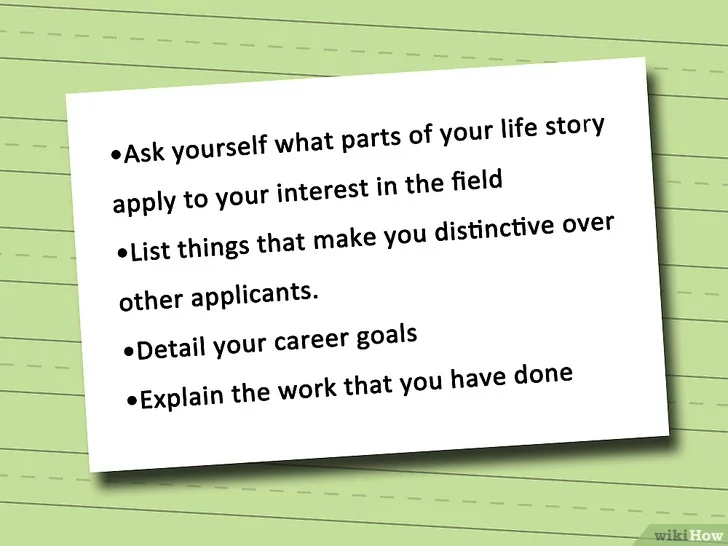 •Ask yourself what parts of your life story
apply to your interest in the field
•List things that make you distinctive over
other applicants.
•Detail your career goals
•Explain the work that you have done
wikiHow